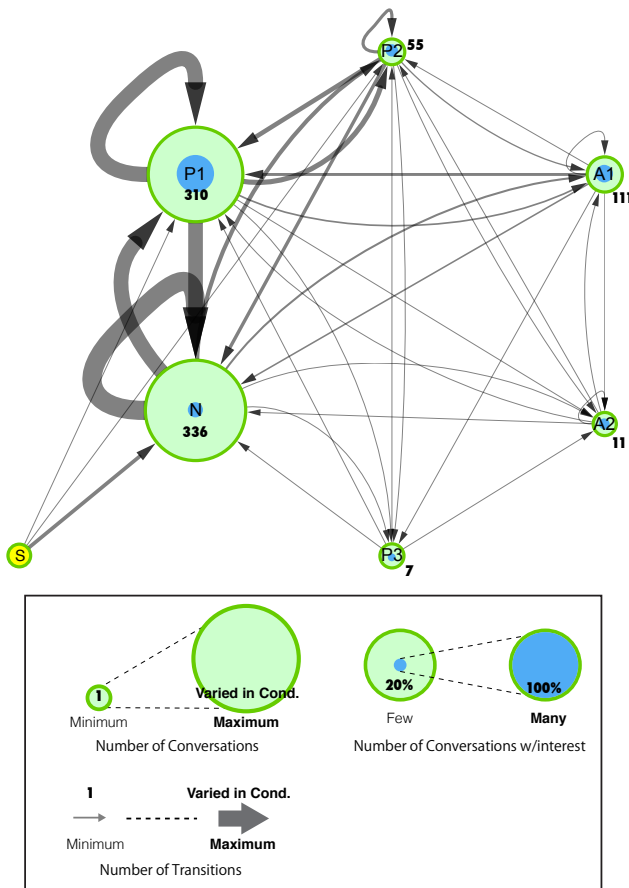 P2 55
P1
310
A1
111
N
336
A2
11
S
P3
7
1
Varied in Cond.
20%
100%
Minimum
Maximum
Few
Many
Number of Conversations
Number of Conversations w/interest
1
Varied in Cond.
Minimum
Maximum
Number of Transitions